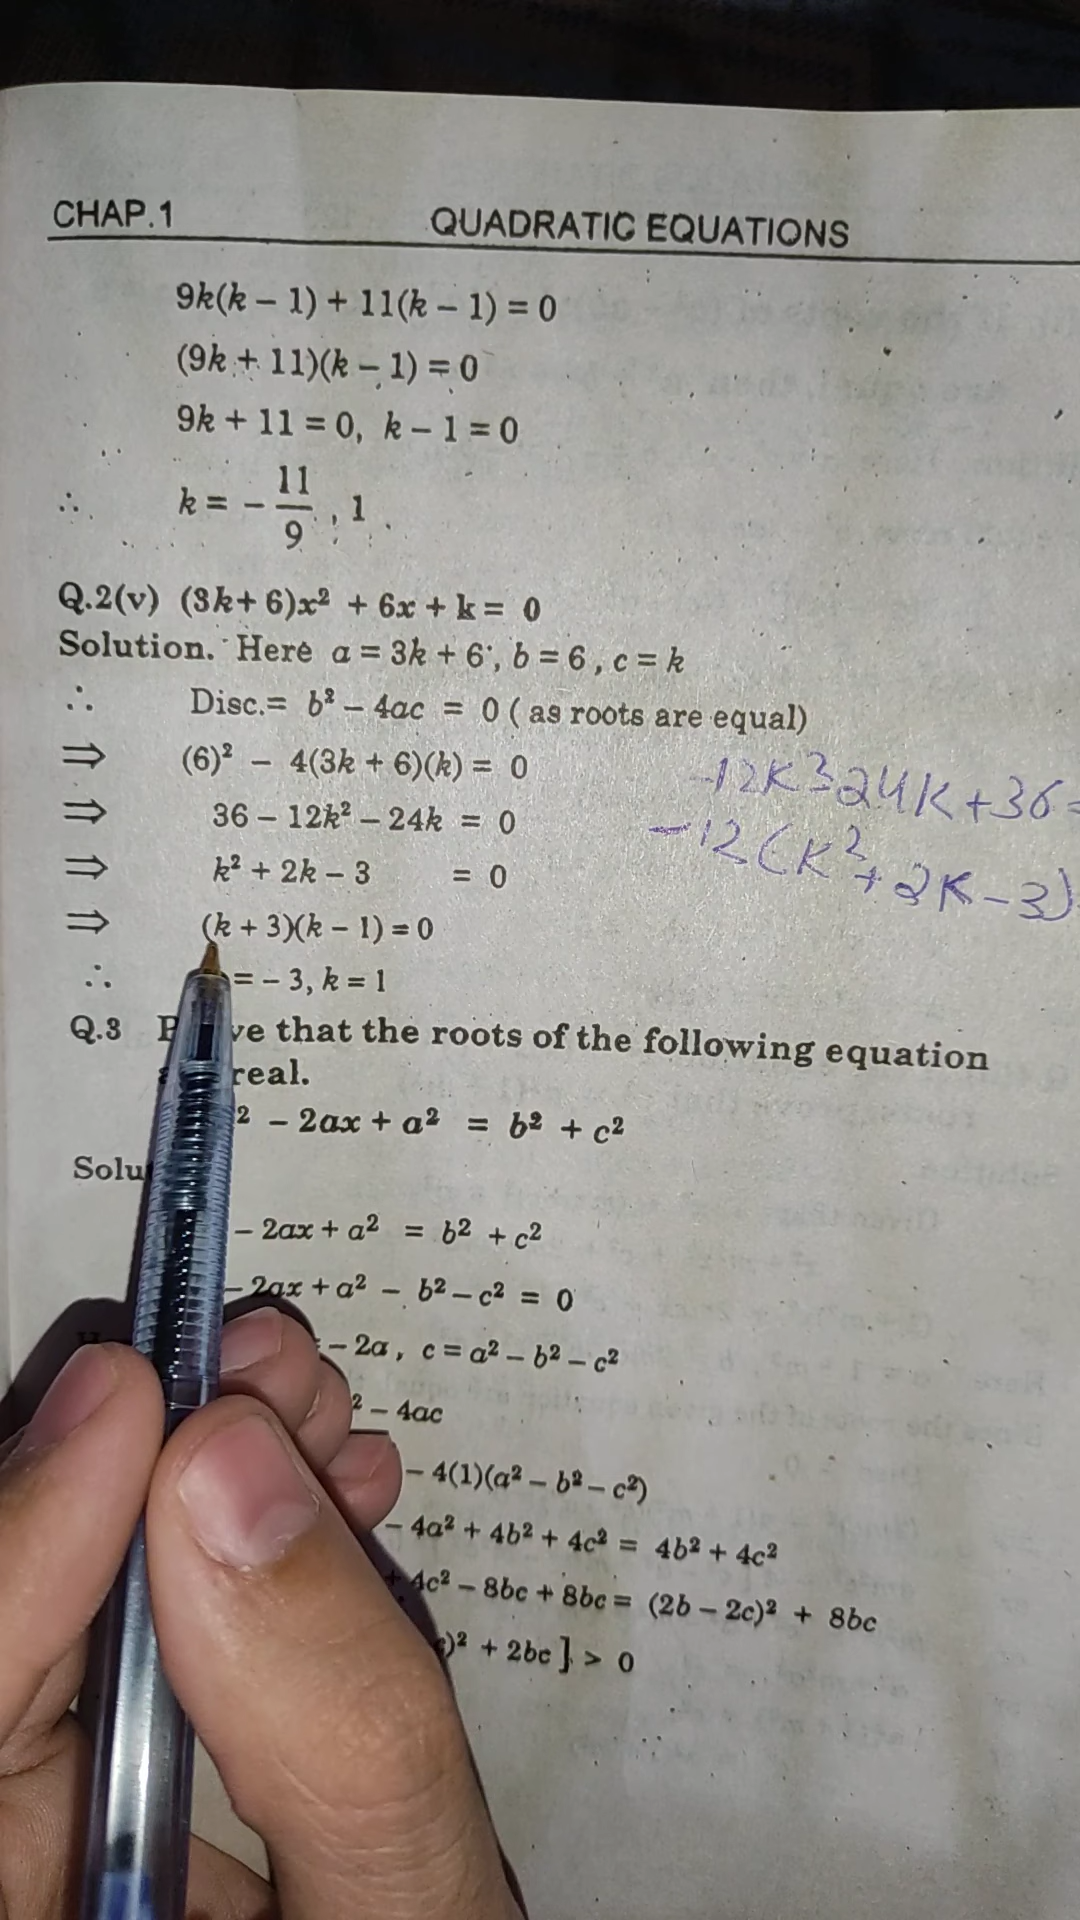 CHAP.1 QUADRATIC EQUATIONS
9k(k – 1) + 11(k – 1) = 0
(9k + 11)(k – 1) = 0
9k + 11 = 0, k – 1 = 0
∴ k = – 11/9 , 1
Q.2(v) (3k+ 6)x² + 6x + k = 0
Solution. Here a = 3k + 6, b = 6 , c = k
∴ Disc.= b² – 4ac = 0 ( as roots are equal)
⇒ (6)² – 4(3k + 6)(k) = 0
-12K² 24K+36=
⇒ 36 – 12k² – 24k = 0
-12(K²+2K-3)
⇒ k² + 2k – 3 = 0
⇒ (k + 3)(k – 1) = 0
∴ = – 3, k = 1
Q.3 that the roots of the following equation
real.
² – 2ax + a² = b² + c²
– 2ax + a² = b² + c²
– 2ax + a² – b² – c² = 0
– 2a , c = a² – b² – c²
² – 4ac
– 4(1)(a² – b² – c²)
– 4a² + 4b² + 4c² = 4b² + 4c²
+ 4c² – 8bc + 8bc = (2b – 2c)² + 8bc
)² + 2bc ] > 0